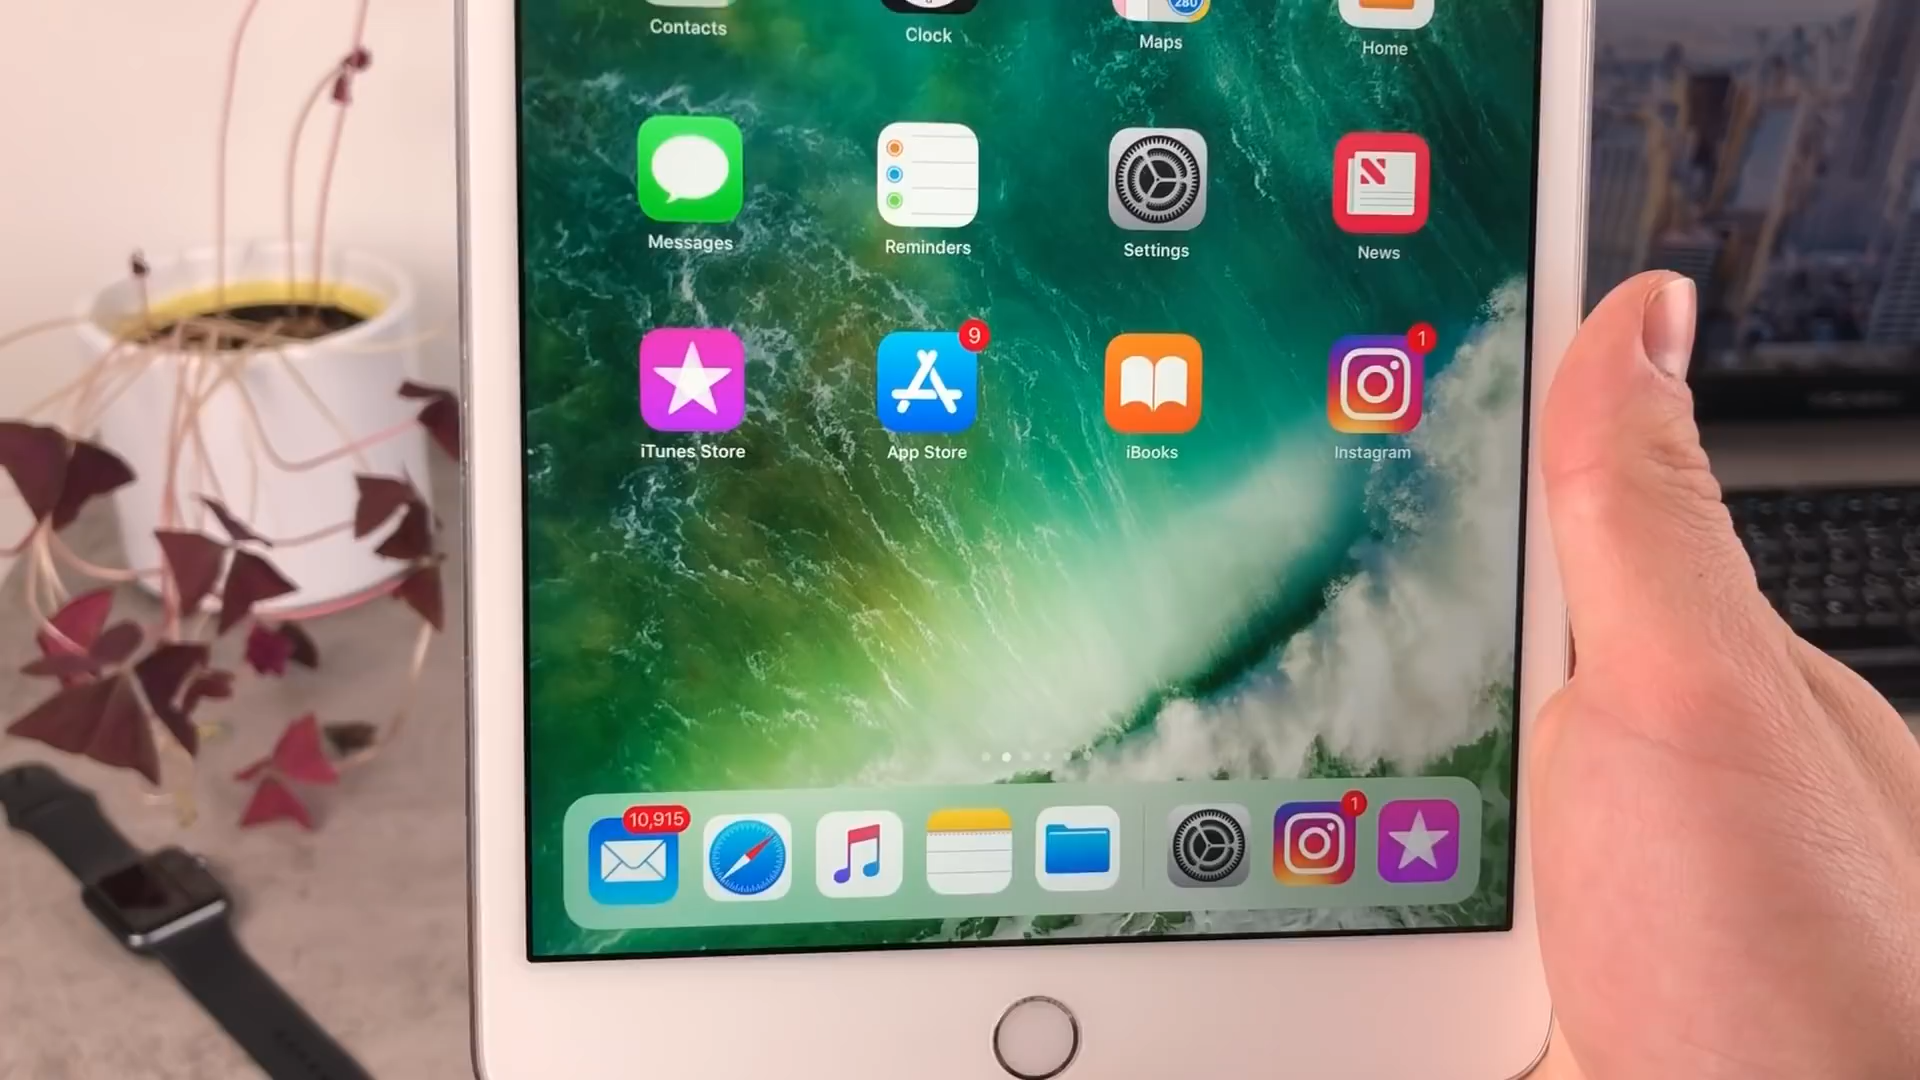 Contacts
Clock
280
Maps
Home
Messages
Reminders
Settings
News
9
1
iTunes Store
App Store
iBooks
Instagram
10,915
1